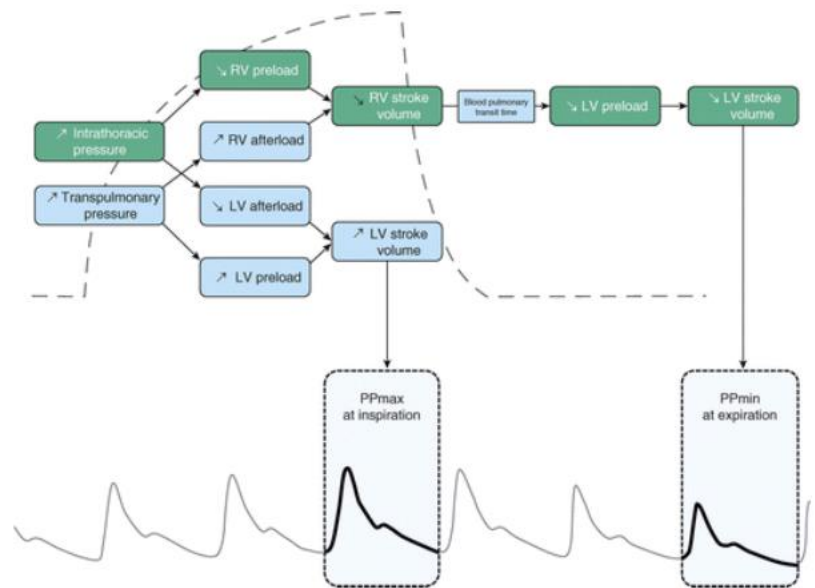 ↘ RV preload
↗ Intrathoracic
pressure
↗ RV afterload
↘ RV stroke
volume
Blood pulmonary
transit time
↘ LV preload
↘ LV stroke
volume
↗ Transpulmonary
pressure
↘ LV afterload
↗ LV stroke
volume
↗ LV preload
PPmax
at inspiration
PPmin
at expiration